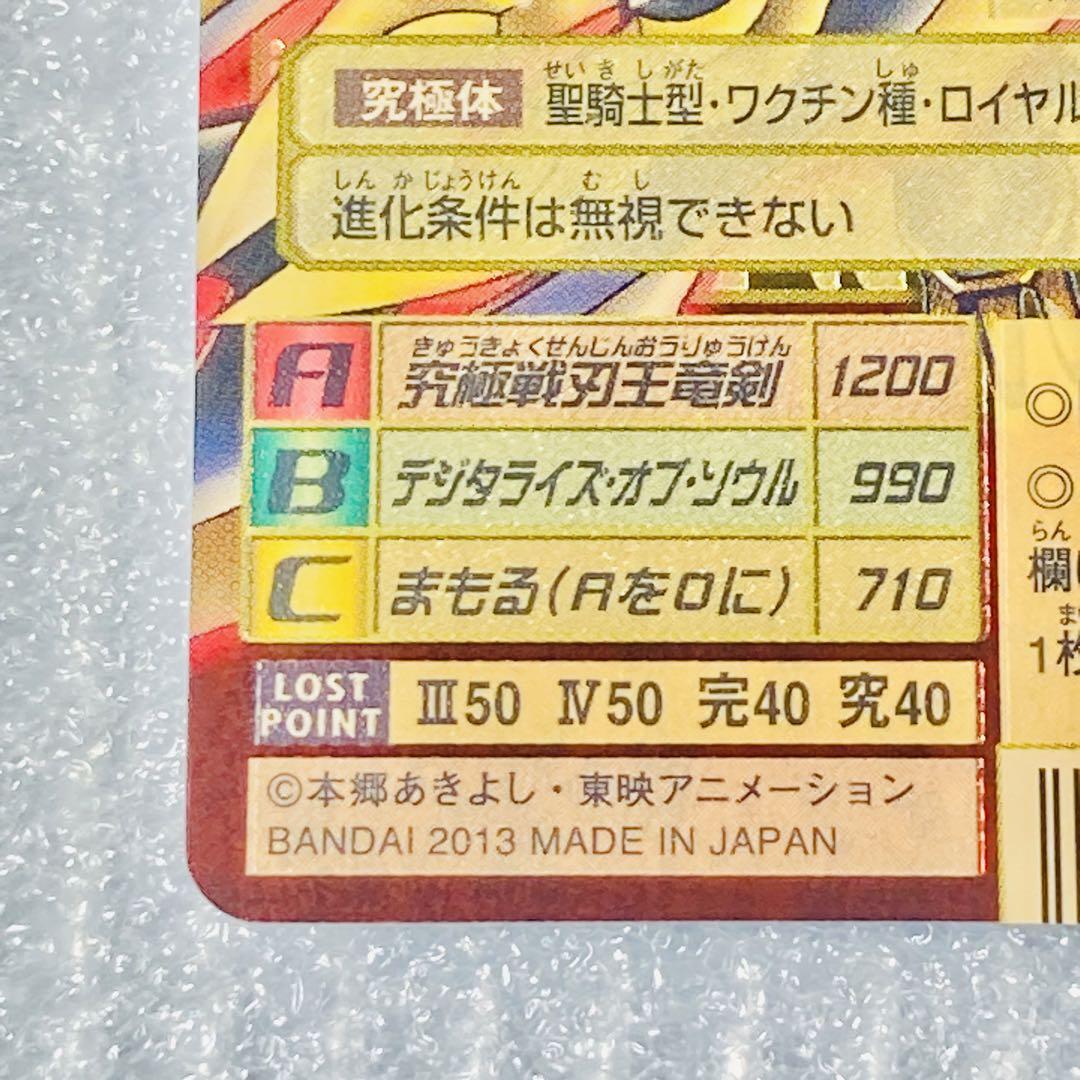 せいきしがた しゅ
究極体 聖騎士型・ワクチン種・ロイヤル
しんかじょうけん むし
進化条件は無視できない
きゅうきょくせんじんおうりゅうけん
A 究極戦刃王竜剣 1200
B デジタライズ・オブ・ソウル 990
C まもる(Aを0に) 710
LOST POINT Ⅲ50 Ⅳ50 完40 究40
©本郷あきよし・東映アニメーション
BANDAI 2013 MADE IN JAPAN
◎
◎
らん
欄
ま
1枚